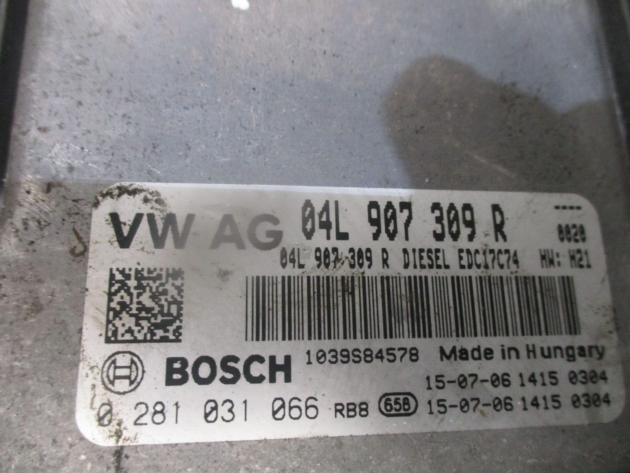 VW AG 04L 907 309 R ----
0020
04L 907 309 R DIESEL EDC17C74 HW: H21
BOSCH 1039S84578 Made in Hungary
15-07-06 1415 0304
0 281 031 066 RB8 65B 15-07-06 1415 0304